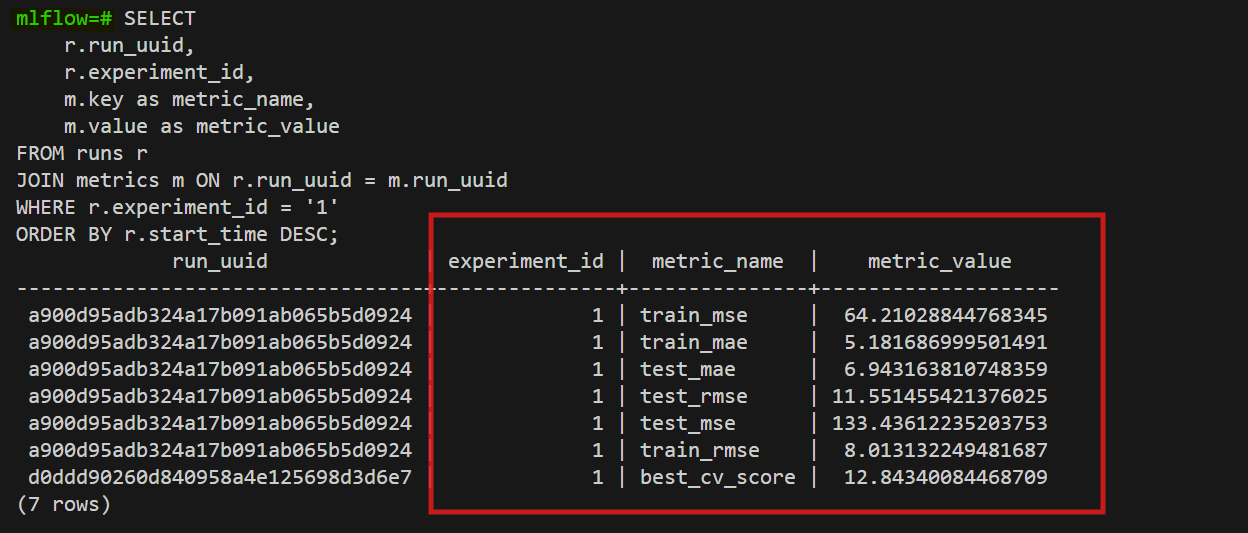 mlflow=# SELECT
    r.run_uuid,
    r.experiment_id,
    m.key as metric_name,
    m.value as metric_value
FROM runs r
JOIN metrics m ON r.run_uuid = m.run_uuid
WHERE r.experiment_id = '1'
ORDER BY r.start_time DESC;
             run_uuid             | experiment_id |  metric_name  |    metric_value
----------------------------------+---------------+---------------+--------------------
 a900d95adb324a17b091ab065b5d0924 |             1 | train_mse     |  64.21028844768345
 a900d95adb324a17b091ab065b5d0924 |             1 | train_mae     |  5.181686999501491
 a900d95adb324a17b091ab065b5d0924 |             1 | test_mae      |  6.943163810748359
 a900d95adb324a17b091ab065b5d0924 |             1 | test_rmse     | 11.551455421376025
 a900d95adb324a17b091ab065b5d0924 |             1 | test_mse      | 133.43612235203753
 a900d95adb324a17b091ab065b5d0924 |             1 | train_rmse    |  8.013132249481687
 d0ddd90260d840958a4e125698d3d6e7 |             1 | best_cv_score |  12.84340084468709
(7 rows)